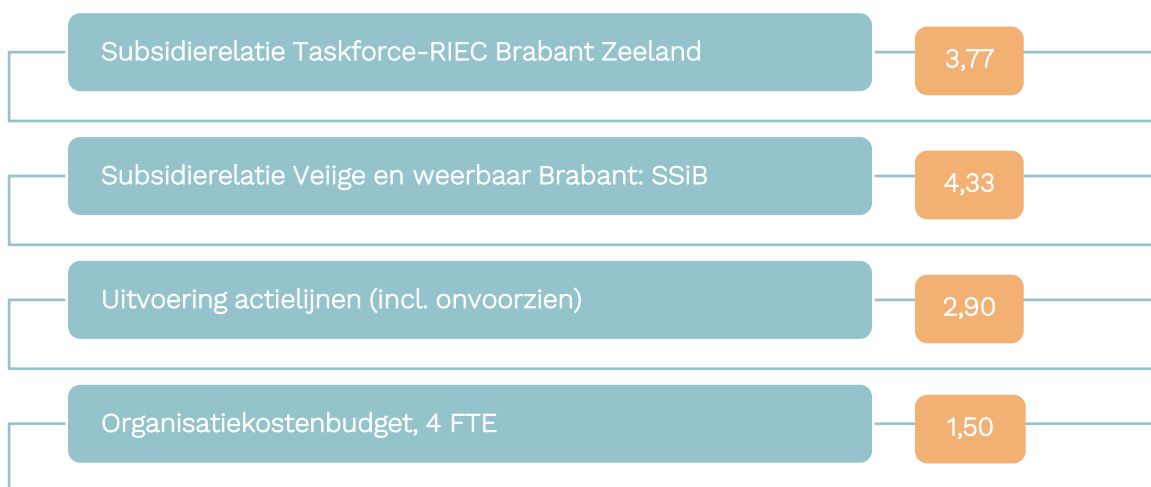 Subsidierelatie Taskforce-RIEC Brabant Zeeland 3,77
Subsidierelatie Veiige en weerbaar Brabant: SSiB 4,33
Uitvoering actielijnen (incl. onvoorzien) 2,90
Organisatiekostenbudget, 4 FTE 1,50